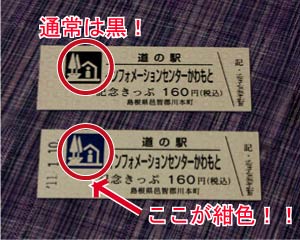 通常は黒！
道の駅
ンフォメーションセンターかわもと
記念きっぷ 160円(税込)
島根県邑智郡川本町
道の駅
'11.1.10
ンフォメーションセンターかわもと
念きっぷ 160円(税込)
島根県邑智郡川本町
ここが紺色！！